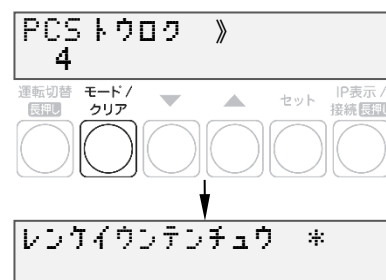 PCSトウロク 》
4
運転切替 長押し
モード/クリア
▼
▲
セット
IP表示/接続 長押し
レンケイウンテンチュウ *